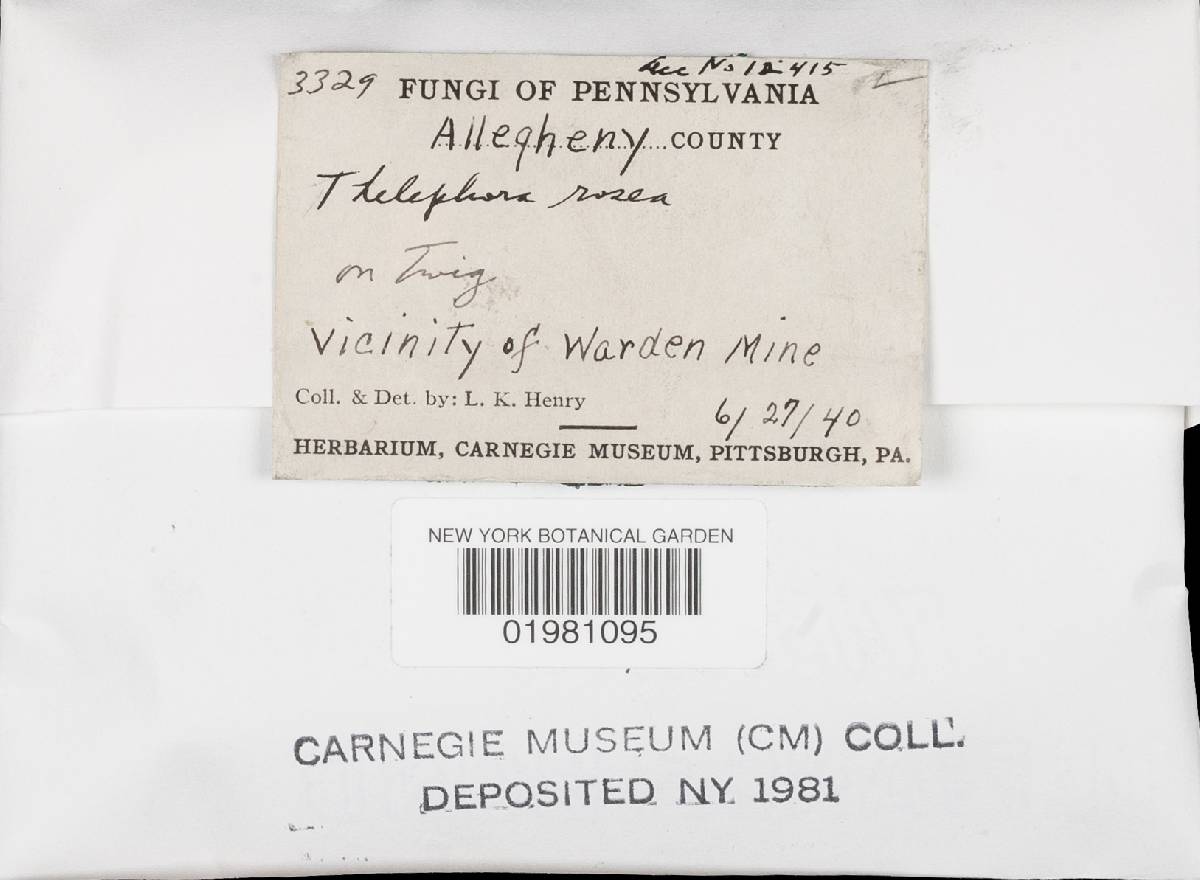 Acc No 12415
3329 FUNGI OF PENNSYLVANIA
Allegheny COUNTY
Thelephora rosea
on Twig
Vicinity of Warden Mine
Coll. & Det. by: L. K. Henry
6/27/40
HERBARIUM, CARNEGIE MUSEUM, PITTSBURGH, PA.
NEW YORK BOTANICAL GARDEN
01981095
CARNEGIE MUSEUM (CM) COLL.
DEPOSITED NY 1981